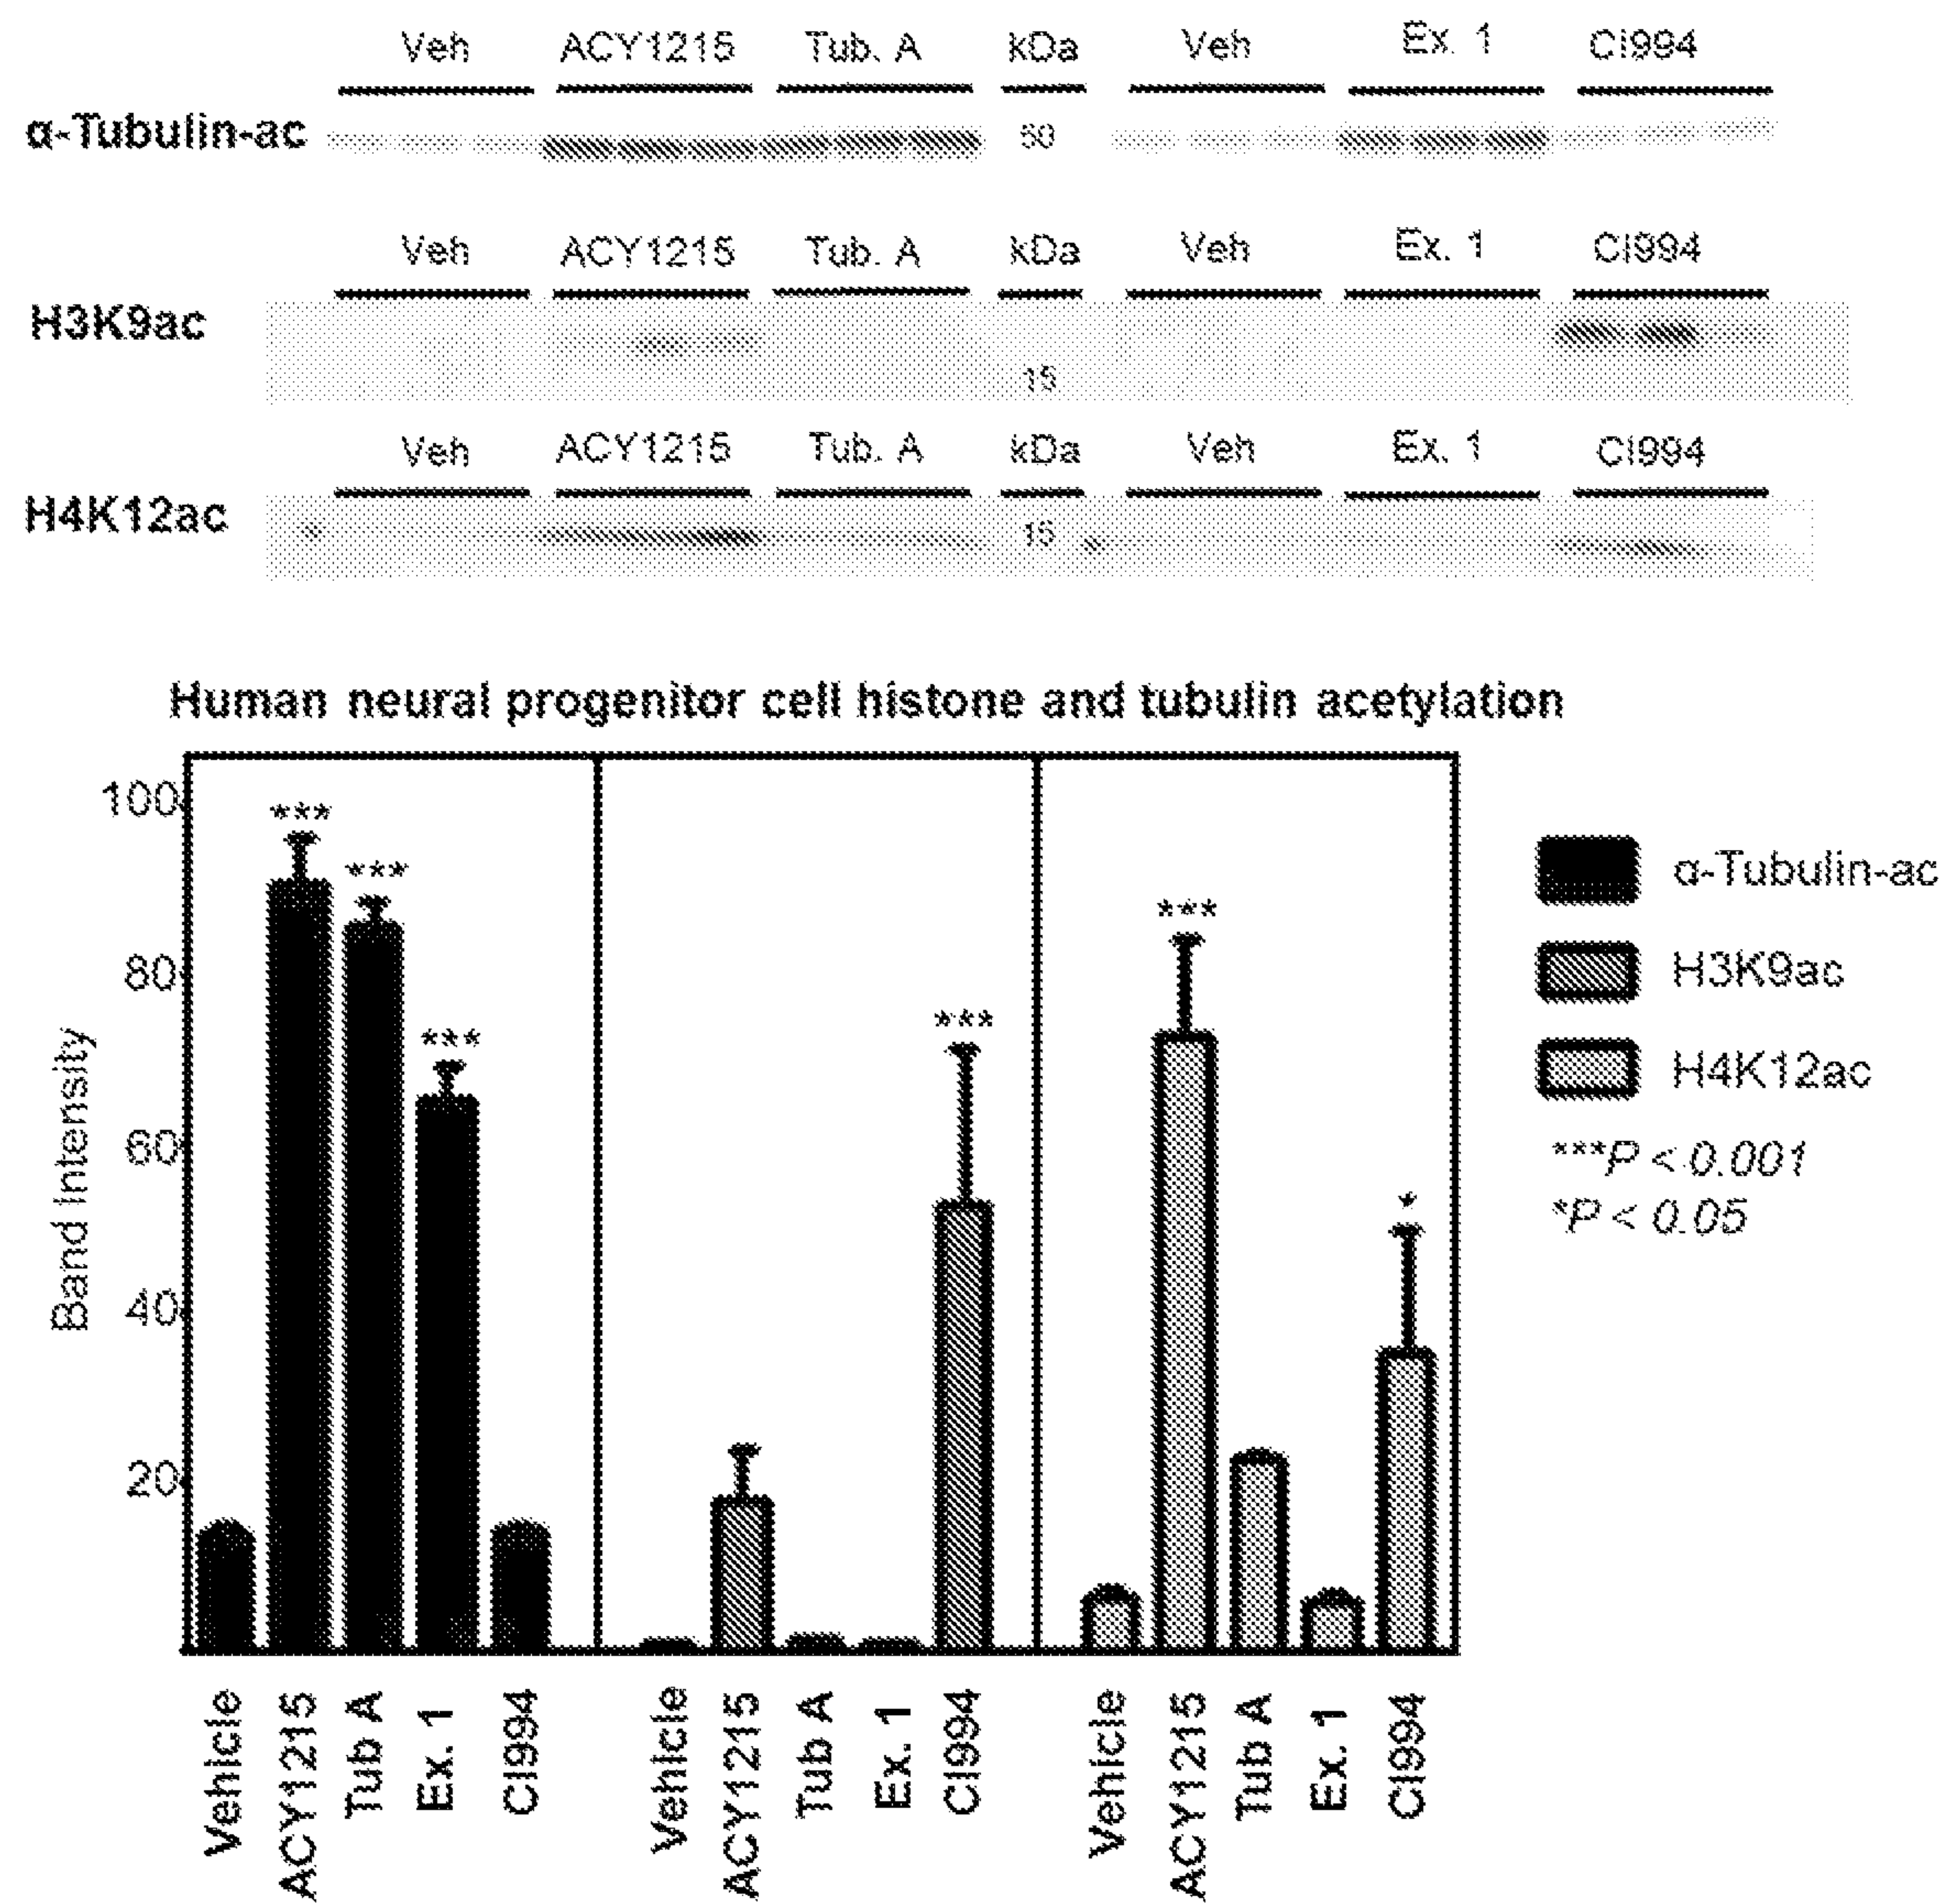 Veh ACY1215 Tub. A kDa Veh Ex. 1 CI994
α-Tubulin-ac 50
Veh ACY1215 Tub. A kDa Veh Ex. 1 CI994
H3K9ac
15
Veh ACY1215 Tub. A kDa Veh Ex. 1 CI994
H4K12ac 15
Human neural progenitor cell histone and tubulin acetylation
100
80
60
40
20
Band Intensity
*** *** *** *** *** *
α-Tubulin-ac
H3K9ac
H4K12ac
***P < 0.001
*P < 0.05
Vehicle ACY1215 Tub A Ex. 1 CI994 Vehicle ACY1215 Tub A Ex. 1 CI994 Vehicle ACY1215 Tub A Ex. 1 CI994